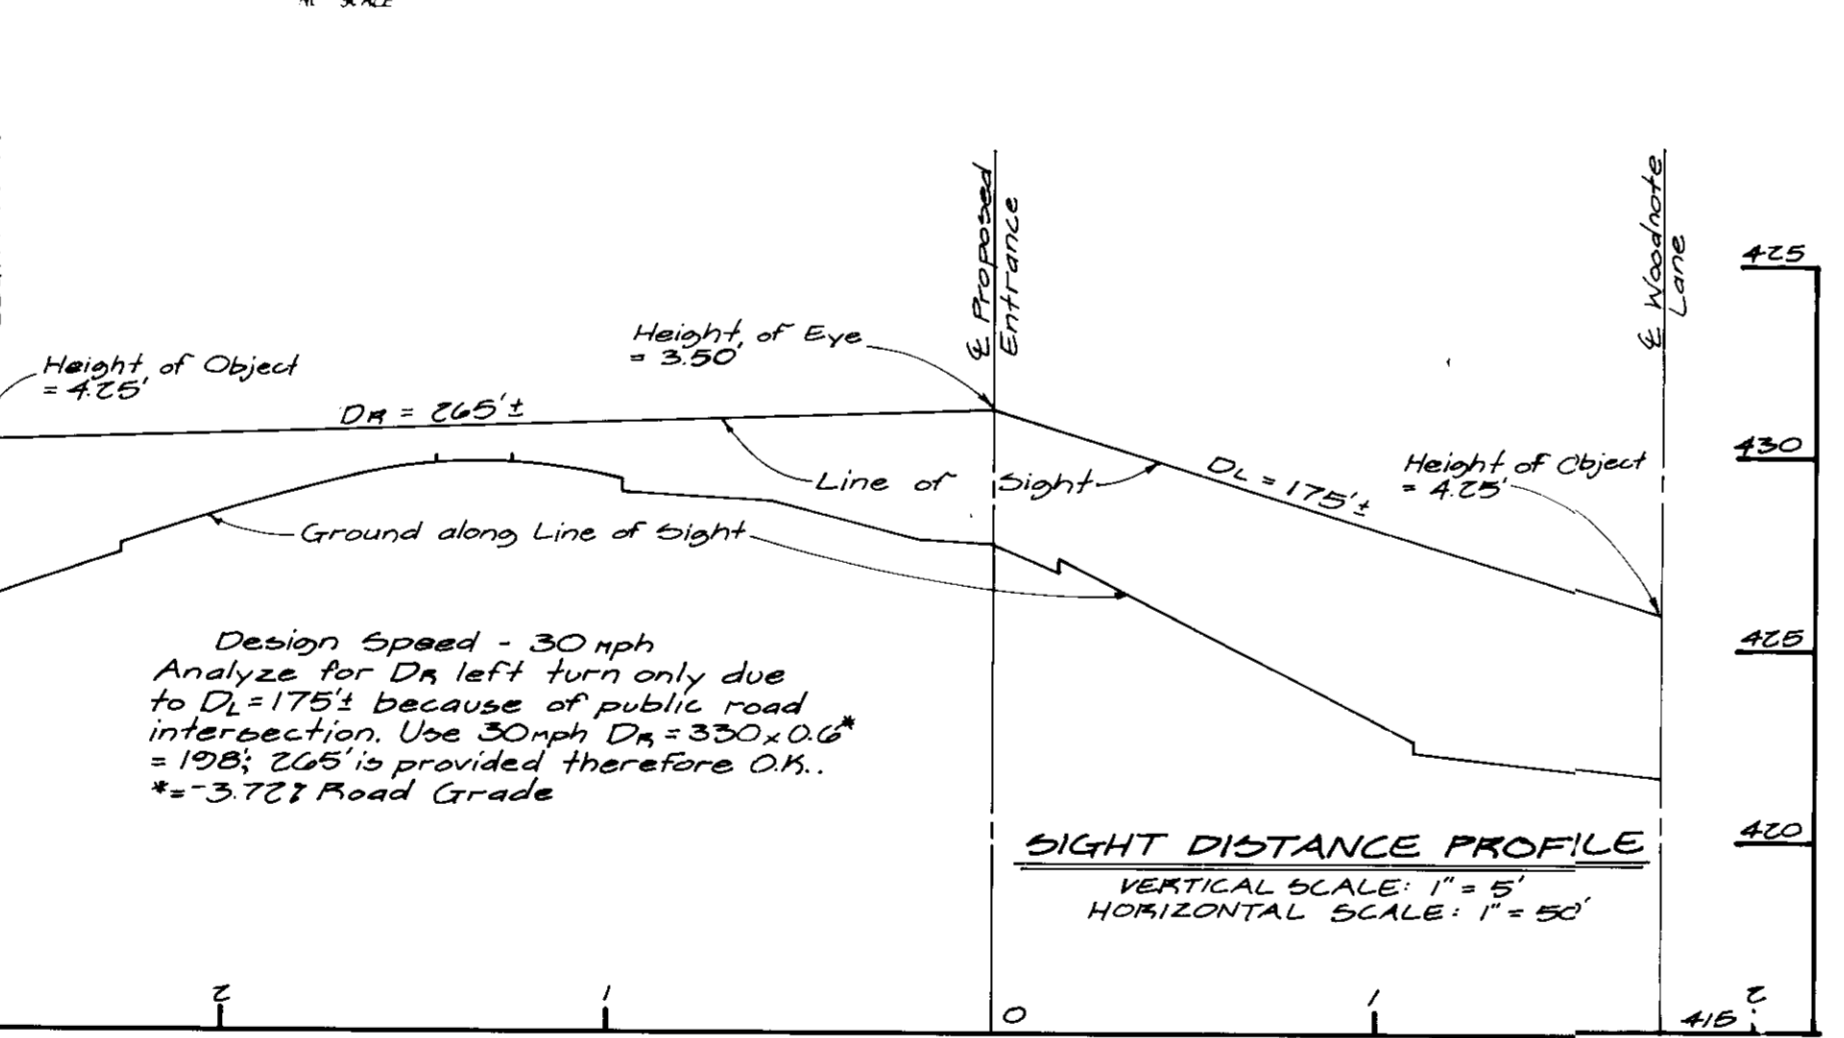 SCALE
℄ Proposed
Entrance
℄ Woodnote
Lane
425
Height of Eye
= 3.50'
Height of Object
= 4.25'
DR = 265'±
430
Line of Sight
DL = 175'±
Height of Object
= 4.25'
Ground along Line of Sight
425
Design Speed - 30 mph
Analyze for DR left turn only due
to DL = 175'± because of public road
intersection. Use 30 mph DR = 330 x 0.6*
= 198'; 265' is provided therefore O.K..
* = -3.72% Road Grade
420
SIGHT DISTANCE PROFILE
VERTICAL SCALE: 1" = 5'
HORIZONTAL SCALE: 1" = 50'
2 1 0 1 2
415